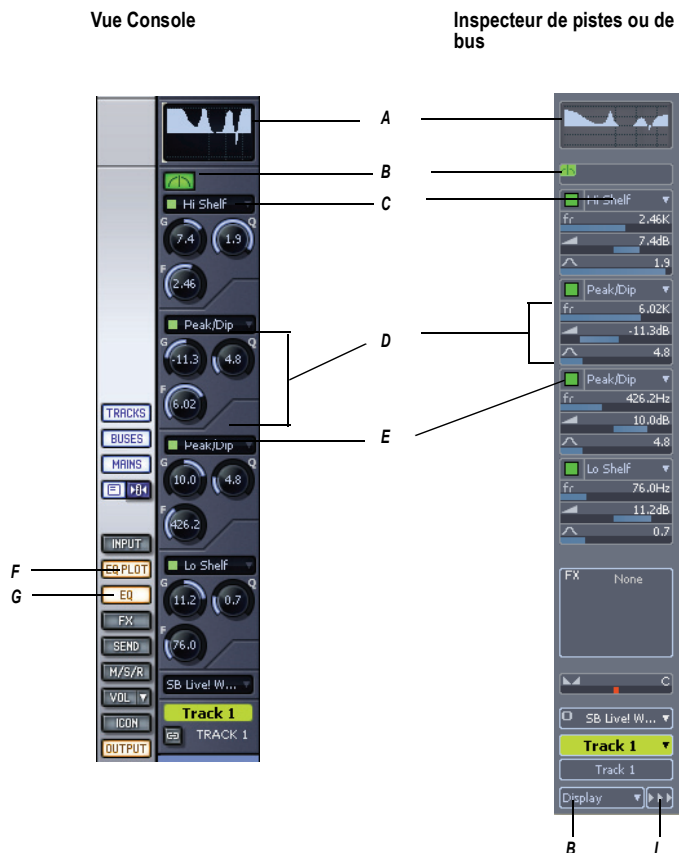 Vue Console
Inspecteur de pistes ou de
bus
A
B
C
D
E
F
G
Hi Shelf
G
Q
7.4
1.9
F
2.46
Peak/Dip
G
Q
-11.3
4.8
F
6.02
Peak/Dip
G
Q
10.0
4.8
F
426.2
Lo Shelf
G
Q
11.2
0.7
F
76.0
SB Live! W...
Track 1
TRACK 1
TRACKS
BUSES
MAINS
INPUT
EQ PLOT
EQ
FX
SEND
M/S/R
VOL
ICON
OUTPUT
Hi Shelf
fr 2.46K
7.4dB
1.9
Peak/Dip
fr 6.02K
-11.3dB
4.8
Peak/Dip
fr 426.2Hz
10.0dB
4.8
Lo Shelf
fr 76.0Hz
11.2dB
0.7
FX None
C
SB Live! W...
Track 1
Track 1
Display
B
I